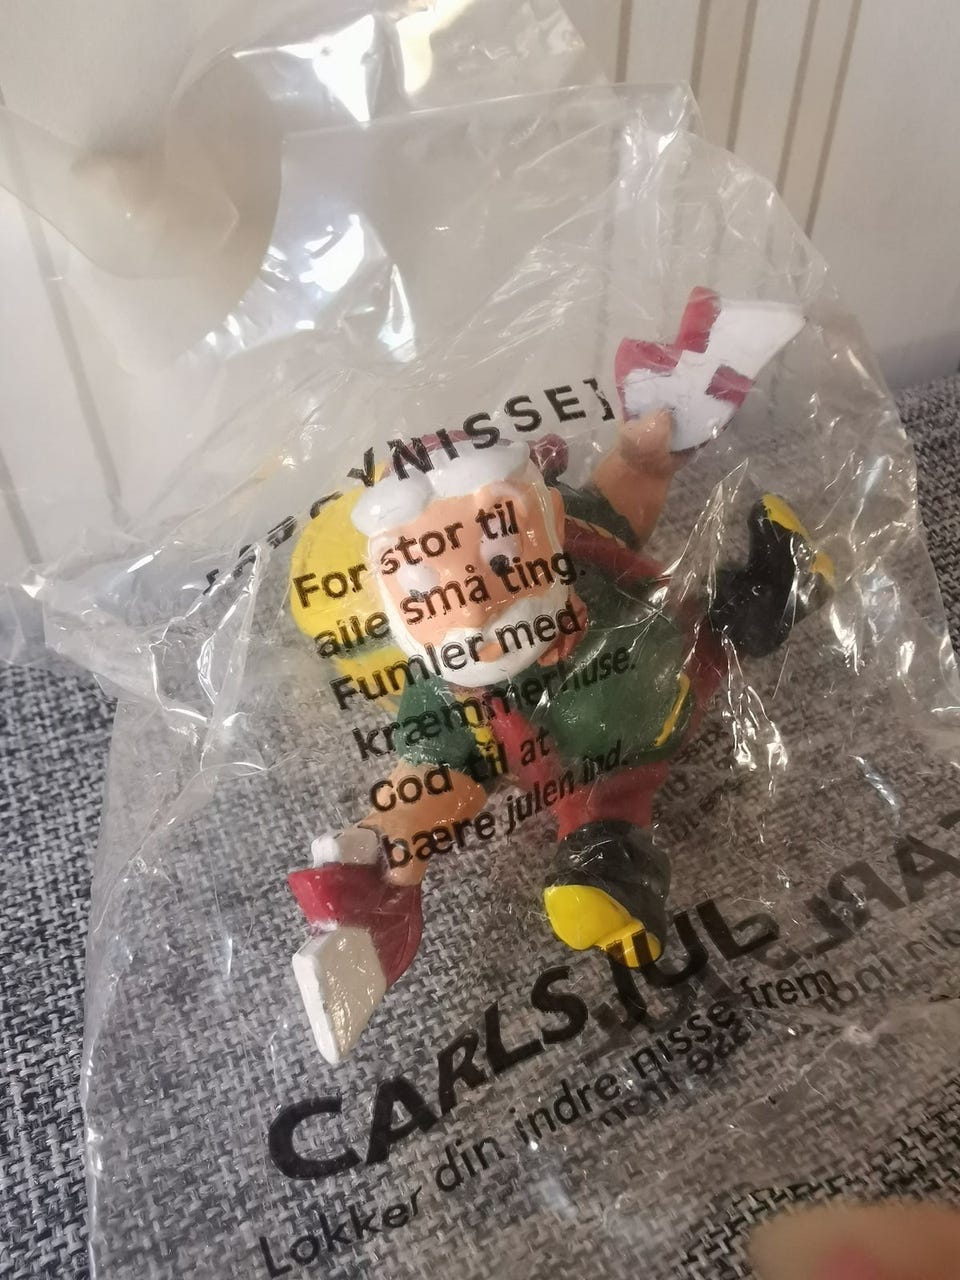 NISSE]
For stor til
alle små ting.
Fumler med
kræmmerhuse.
God til at
bære julen ind.
CARLS JUL
Lokker din indre nisse frem